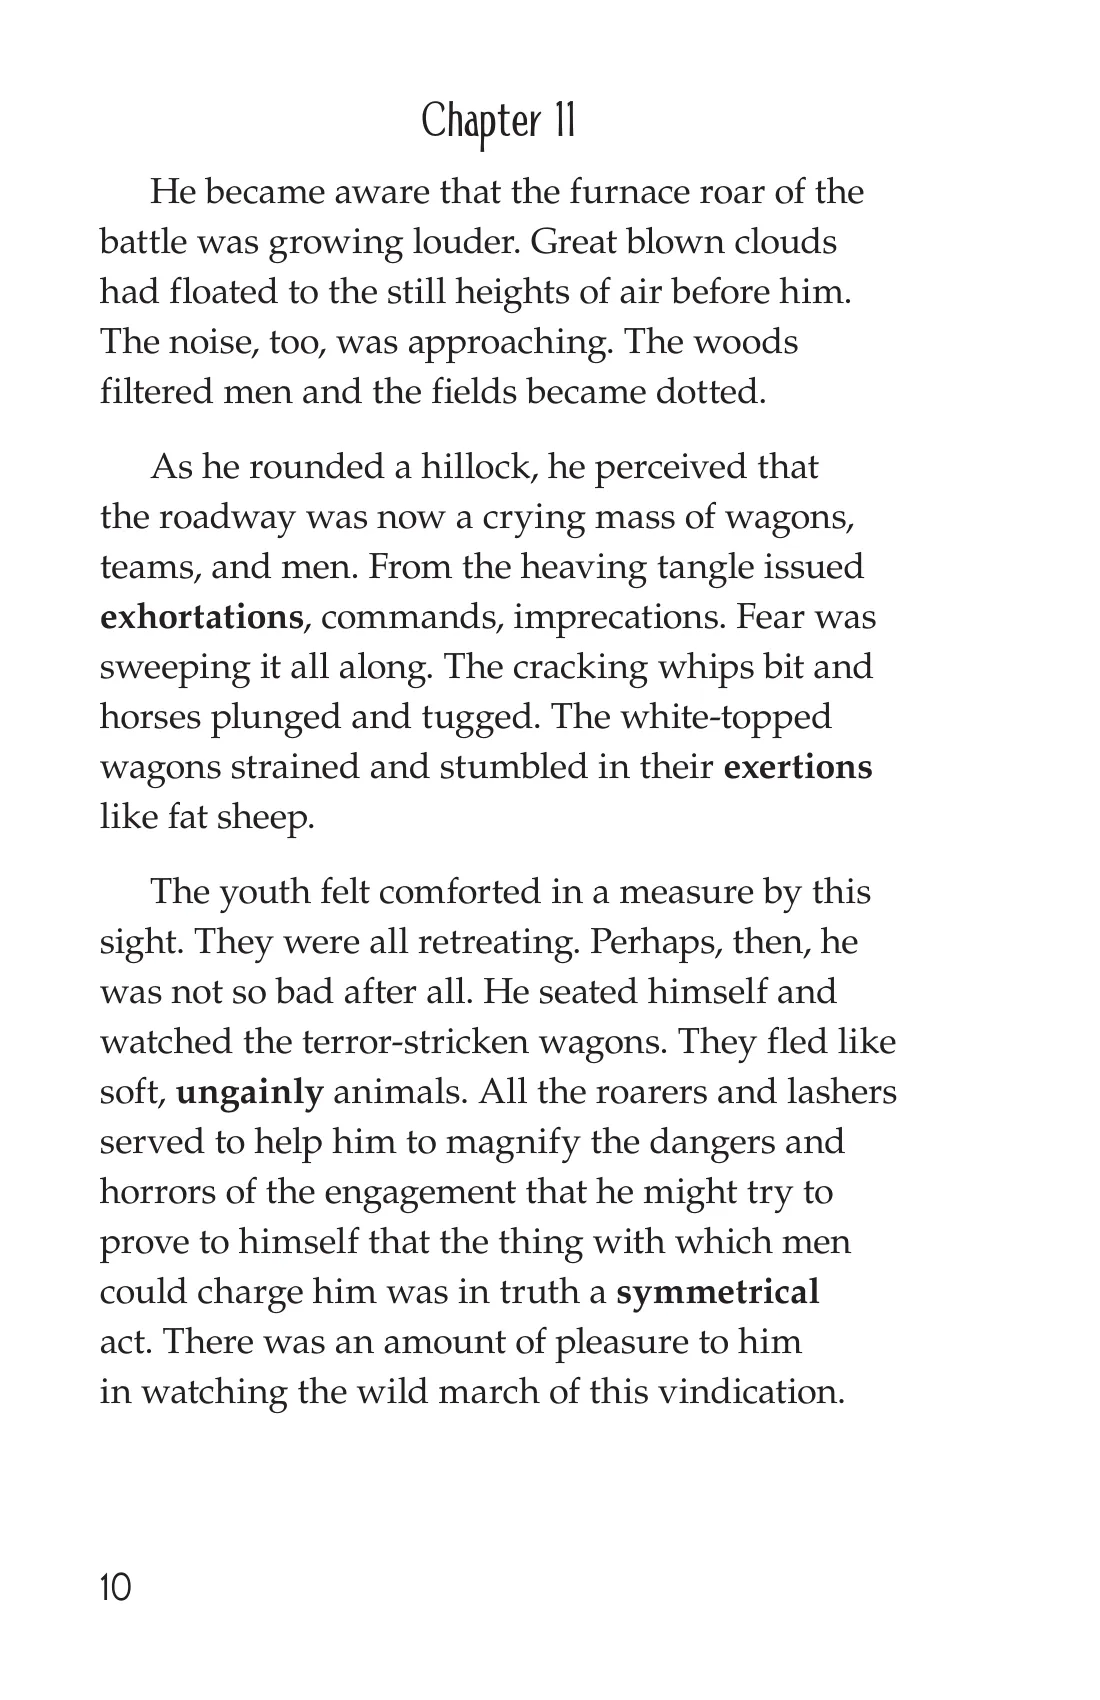 Chapter 11
He became aware that the furnace roar of the
battle was growing louder. Great blown clouds
had floated to the still heights of air before him.
The noise, too, was approaching. The woods
filtered men and the fields became dotted.
As he rounded a hillock, he perceived that
the roadway was now a crying mass of wagons,
teams, and men. From the heaving tangle issued
exhortations, commands, imprecations. Fear was
sweeping it all along. The cracking whips bit and
horses plunged and tugged. The white-topped
wagons strained and stumbled in their exertions
like fat sheep.
The youth felt comforted in a measure by this
sight. They were all retreating. Perhaps, then, he
was not so bad after all. He seated himself and
watched the terror-stricken wagons. They fled like
soft, ungainly animals. All the roarers and lashers
served to help him to magnify the dangers and
horrors of the engagement that he might try to
prove to himself that the thing with which men
could charge him was in truth a symmetrical
act. There was an amount of pleasure to him
in watching the wild march of this vindication.
10